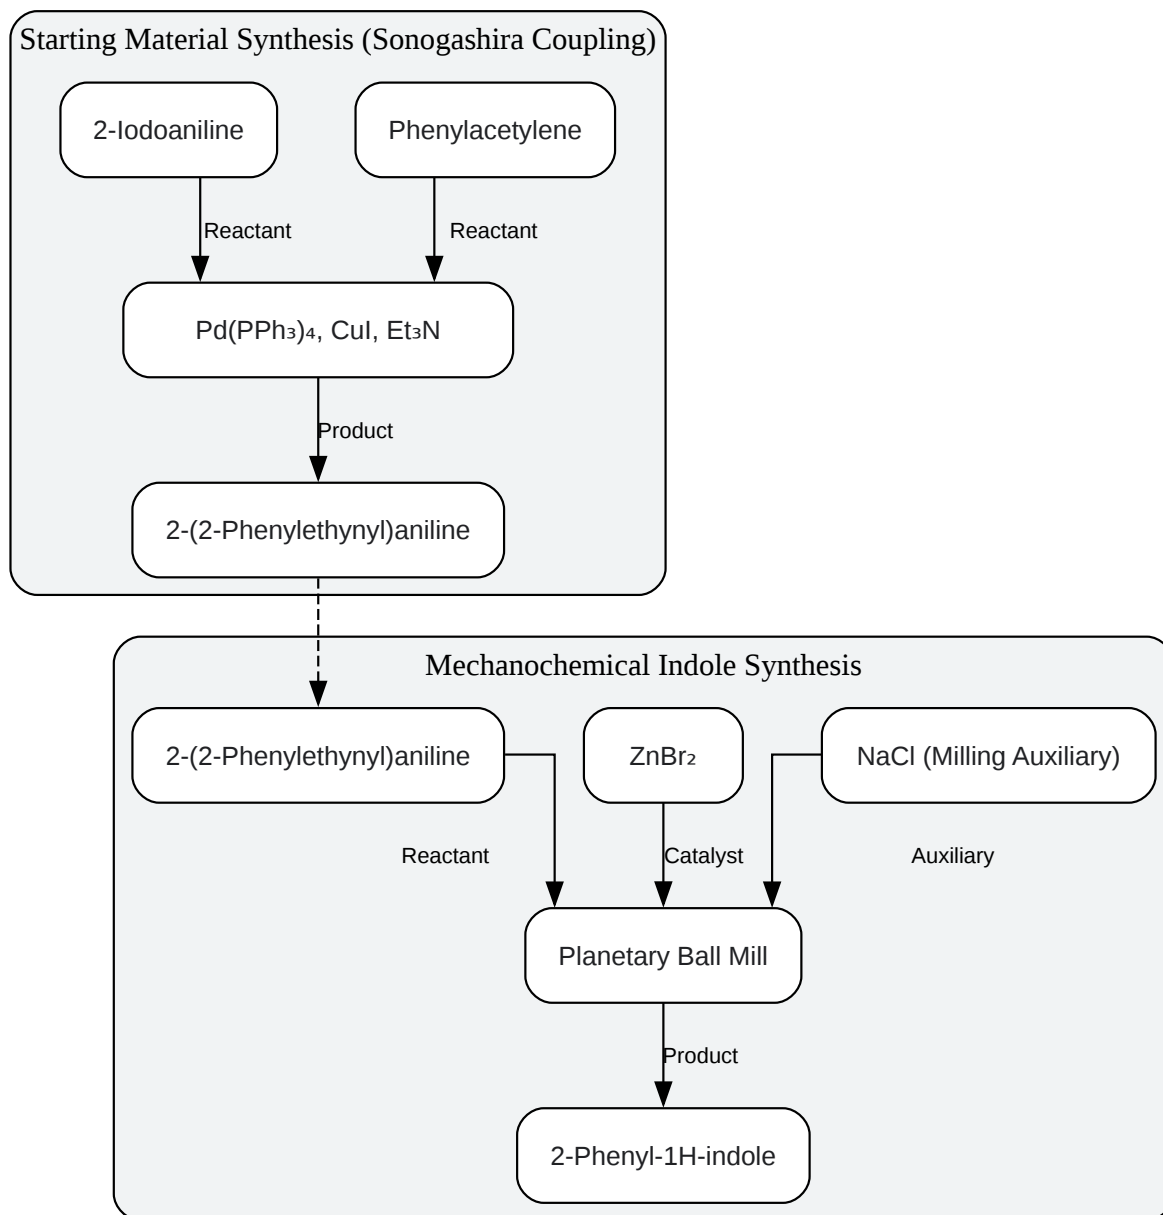 Starting Material Synthesis (Sonogashira Coupling)
2-Iodoaniline
Phenylacetylene
Reactant
Reactant
Pd(PPh₃)₄, CuI, Et₃N
Product
2-(2-Phenylethynyl)aniline
Mechanochemical Indole Synthesis
2-(2-Phenylethynyl)aniline
ZnBr₂
NaCl (Milling Auxiliary)
Reactant
Catalyst
Auxiliary
Planetary Ball Mill
Product
2-Phenyl-1H-indole